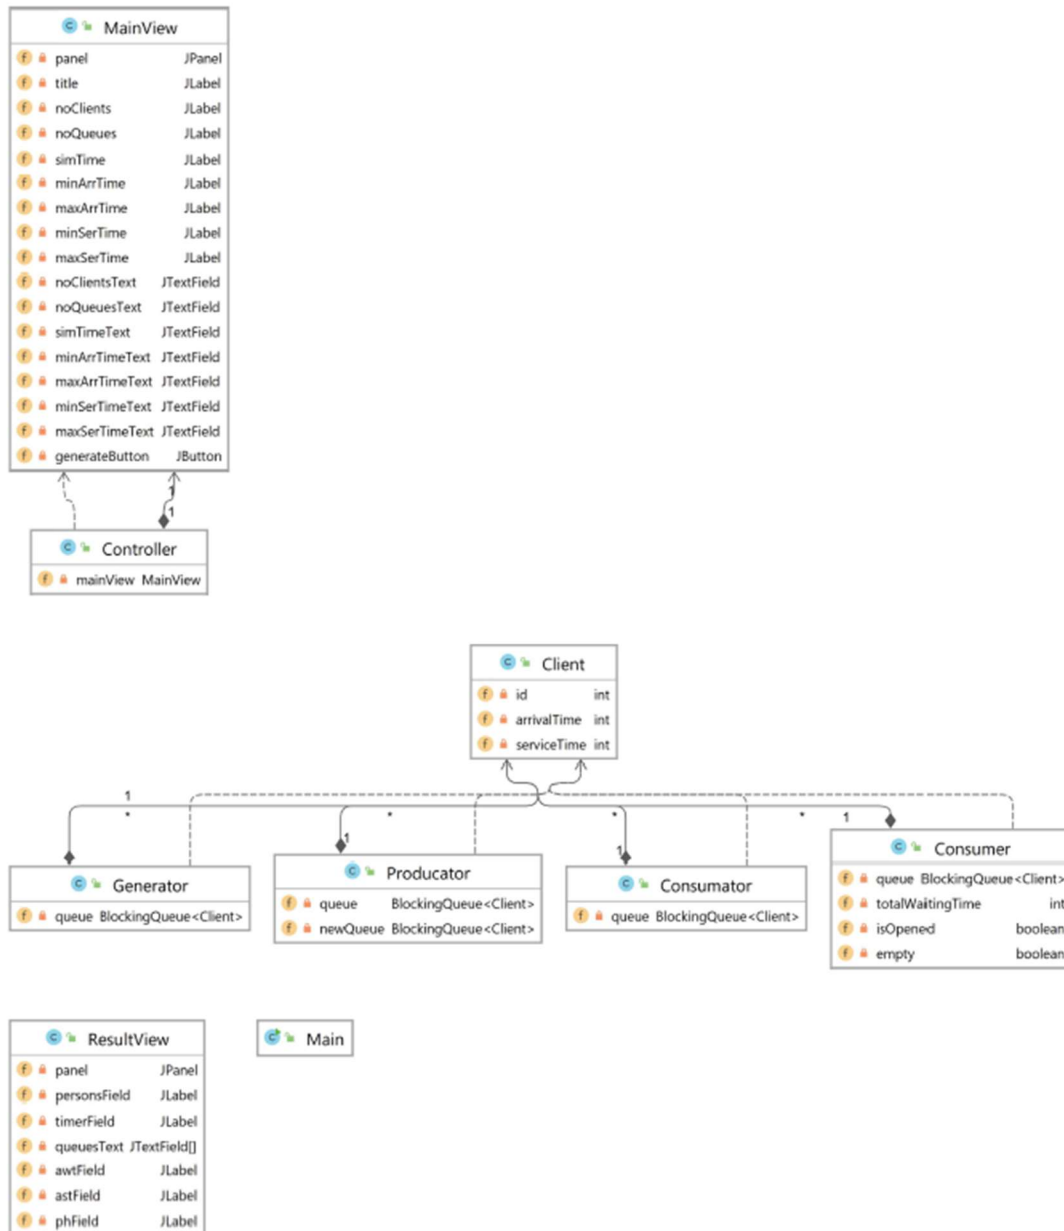 MainView
panel JPanel
title JLabel
noClients JLabel
noQueues JLabel
simTime JLabel
minArrTime JLabel
maxArrTime JLabel
minSerTime JLabel
maxSerTime JLabel
noClientsText JTextField
noQueuesText JTextField
simTimeText JTextField
minArrTimeText JTextField
maxArrTimeText JTextField
minSerTimeText JTextField
maxSerTimeText JTextField
generateButton JButton
1
1
Controller
mainView MainView
Client
id int
arrivalTime int
serviceTime int
1
* * * * 1
1 1
Generator
queue BlockingQueue<Client>
Producator
queue BlockingQueue<Client>
newQueue BlockingQueue<Client>
Consumator
queue BlockingQueue<Client>
Consumer
queue BlockingQueue<Client>
totalWaitingTime int
isOpened boolean
empty boolean
ResultView
panel JPanel
personsField JLabel
timerField JLabel
queuesText JTextField[]
awtField JLabel
astField JLabel
phField JLabel
Main